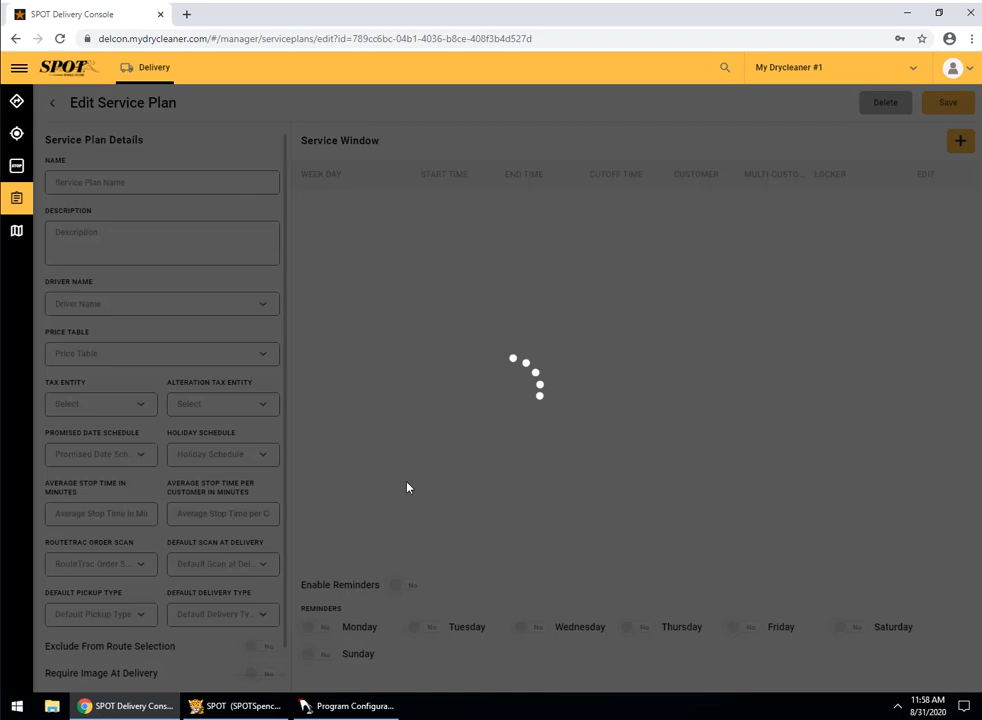 SPOT Delivery Console
delcon.mydrycleaner.com/#/manager/serviceplans/edit?id=789cc6bc-04b1-4036-b8ce-408f3b4d527d
SPOT
Delivery
My Drycleaner #1
Edit Service Plan
Delete
Save
Service Plan Details
Service Window
NAME
WEEK DAY START TIME END TIME CUTOFF TIME CUSTOMER MULTI-CUSTO... LOCKER EDIT
Service Plan Name
DESCRIPTION
Description
DRIVER NAME
Driver Name
PRICE TABLE
Price Table
TAX ENTITY ALTERATION TAX ENTITY
Select Select
PROMISED DATE SCHEDULE HOLIDAY SCHEDULE
Promised Date Sch... Holiday Schedule
AVERAGE STOP TIME IN
MINUTES
AVERAGE STOP TIME PER
CUSTOMER IN MINUTES
Average Stop Time in Mi Average Stop Time per C
ROUTETRAC ORDER SCAN DEFAULT SCAN AT DELIVERY
RouteTrac Order S... Default Scan at Del...
DEFAULT PICKUP TYPE DEFAULT DELIVERY TYPE
Default Pickup Type Default Delivery Ty...
Exclude From Route Selection No
Require Image At Delivery No
Enable Reminders No
REMINDERS
No Monday No Tuesday No Wednesday No Thursday No Friday No Saturday
No Sunday
STOP
SPOT Delivery Cons...
SPOT (SPOTSpenc...
Program Configura...
11:58 AM
8/31/2020